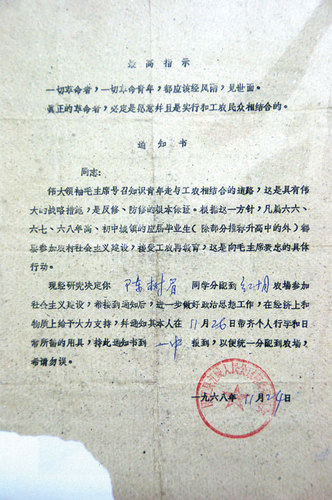 最高指示
一切革命者，一切革命青年，都应该经风雨，见世面。
真正的革命者，必定是愿意并且是实行和工农民众相结合的。
通知书
同志：
伟大领袖毛主席号召知识青年走与工农相结合的道路，这是具有伟
大的战略措施，是反修、防修的根本保证。根据这一方针，凡属六六、
六七、六八年高、初中级镇的应届毕业生（除部分推荐升高中的外）都
要参加农村社会主义建设，接受工农再教育，这是向毛主席表忠的具体
行动。
现经研究决定你 陈树 同学分配到 红明 农场参加
社会主义建设，希接到通知后，进一步做好政治思想工作，在经济上和
物质上给于大力支持，并通知其本人在 11月26日带齐个人行李和日
常所需的用具，持此通知书到 一中 报到，以便统一分配到农场，
希请勿误。
一九六八年 11月24日